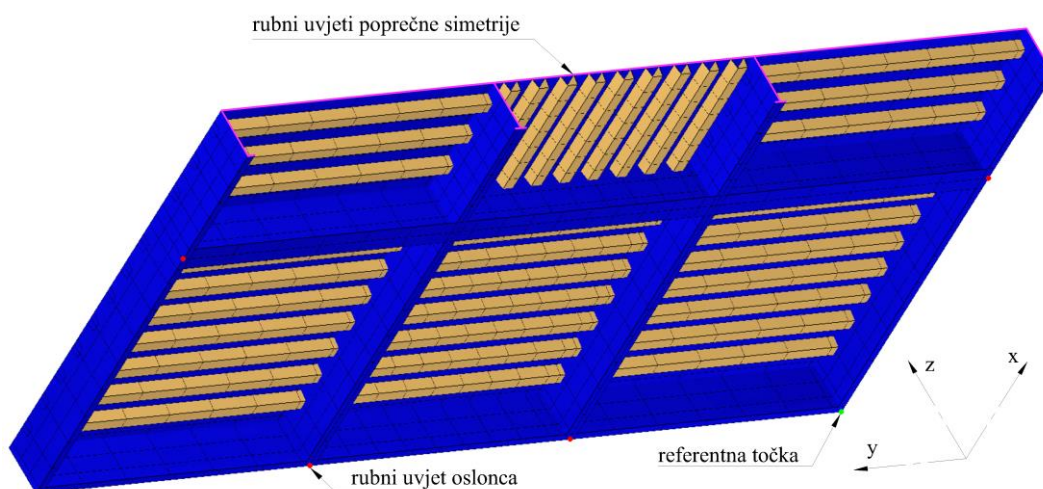 rubni uvjeti poprečne simetrije
z
x
y
referentna točka
rubni uvjet oslonca